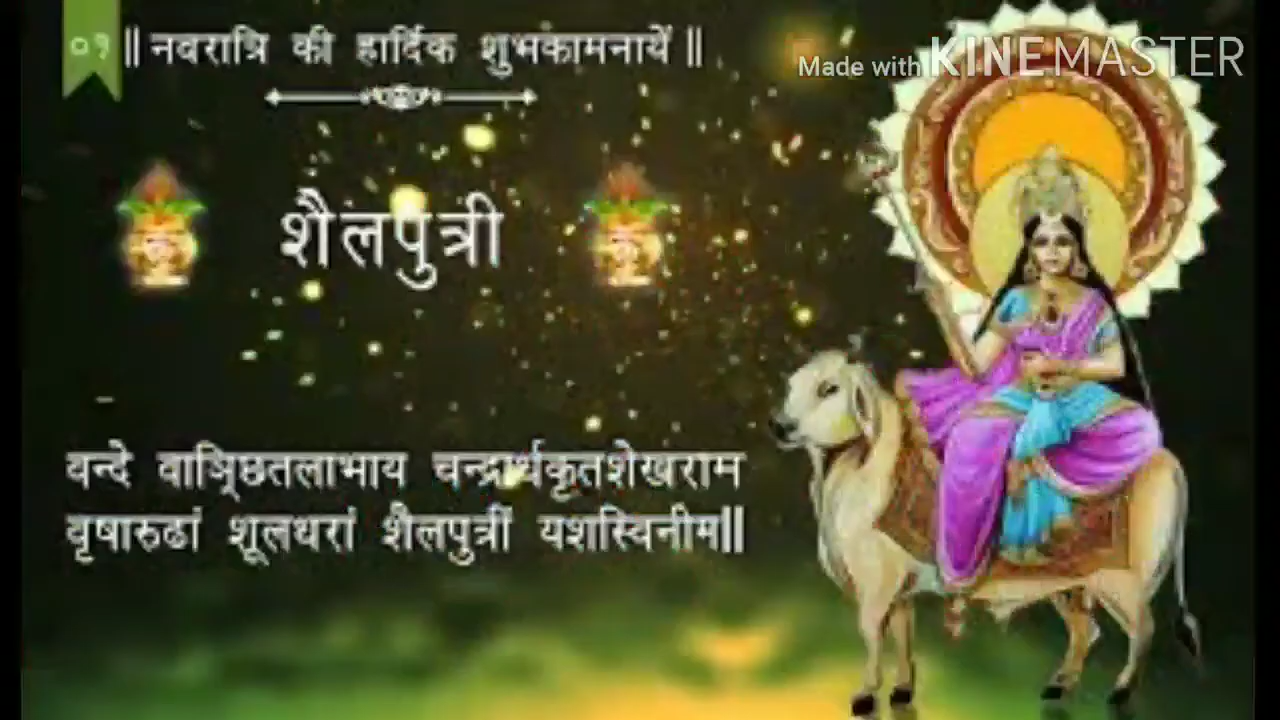 ०१
॥ नवरात्रि की हार्दिक शुभकामनायें ॥
Made with KINEMASTER
शैलपुत्री
वन्दे वाञ्छितलाभाय चन्द्रार्धकृतशेखराम
वृषारुढां शूलधरां शैलपुत्रीं यशस्विनीम॥